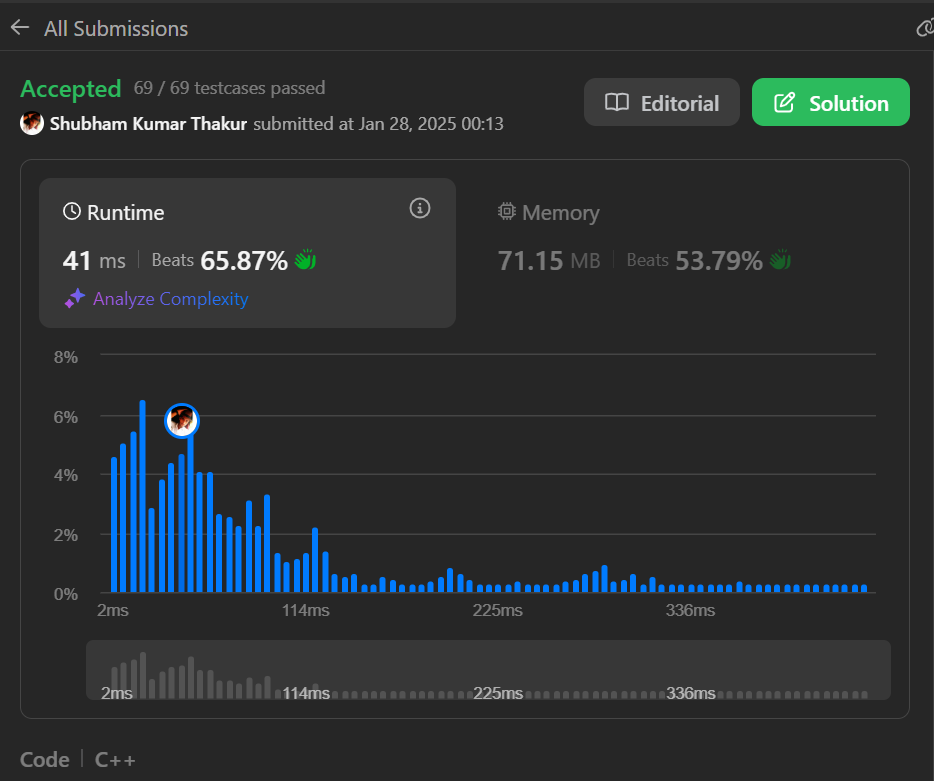 All Submissions
Accepted 69 / 69 testcases passed
Shubham Kumar Thakur submitted at Jan 28, 2025 00:13
Editorial
Solution
Runtime
41 ms Beats 65.87%
Analyze Complexity
Memory
71.15 MB Beats 53.79%
8%
6%
4%
2%
0%
2ms 114ms 225ms 336ms
2ms 114ms 225ms 336ms
Code C++